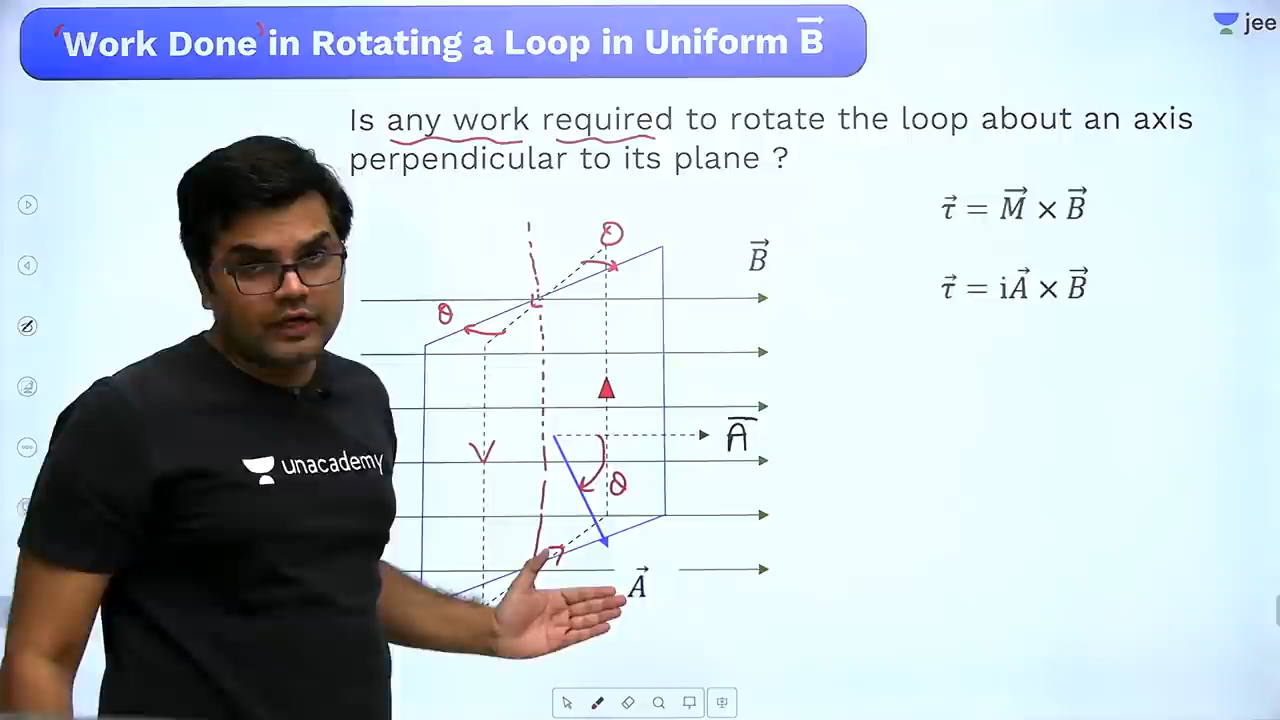 Work Done in Rotating a Loop in Uniform B⃗
jee
Is any work required to rotate the loop about an axis
perpendicular to its plane ?
τ⃗ = M⃗ × B⃗
τ⃗ = iA⃗ × B⃗
B⃗
θ
θ
A⃗
θ
A⃗
unacademy